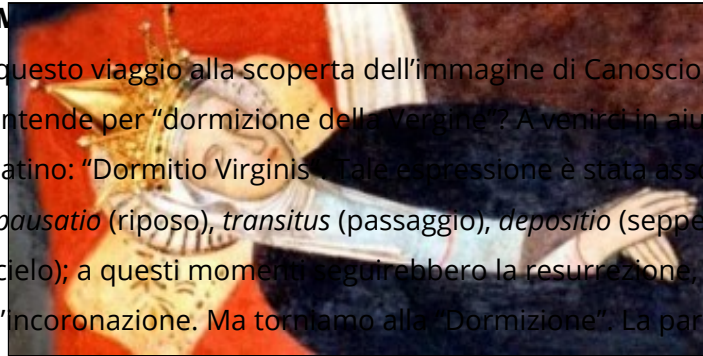 questo viaggio alla scoperta dell’immagine di Canoscio
ntende per “dormizione della Vergine”? A venirci in aiu
atino: “Dormitio Virginis”. Tale espressione è stata asso
pausatio (riposo), transitus (passaggio), depositio (seppe
cielo); a questi momenti seguirebbero la resurrezione,
’incoronazione. Ma torniamo alla “Dormizione”. La par